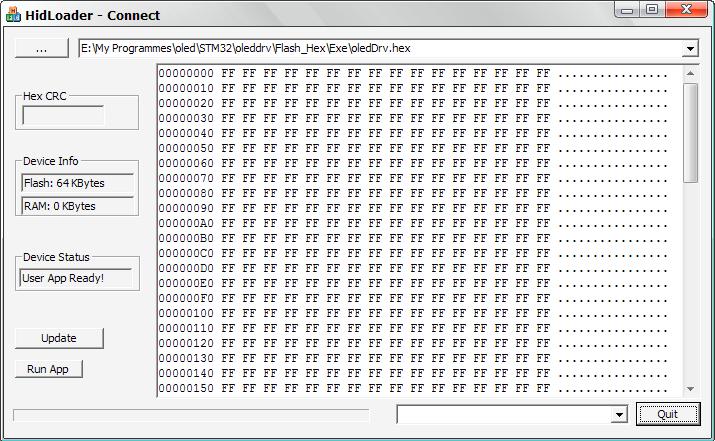 HidLoader - Connect
...
E:\My Programmes\oled\STM32\oleddrv\Flash_Hex\Exe\oledDrv.hex
Hex CRC
Device Info
Flash: 64 KBytes
RAM: 0 KBytes
Device Status
User App Ready!
Update
Run App
00000000 FF FF FF FF FF FF FF FF FF FF FF FF FF FF FF FF ................
00000010 FF FF FF FF FF FF FF FF FF FF FF FF FF FF FF FF ................
00000020 FF FF FF FF FF FF FF FF FF FF FF FF FF FF FF FF ................
00000030 FF FF FF FF FF FF FF FF FF FF FF FF FF FF FF FF ................
00000040 FF FF FF FF FF FF FF FF FF FF FF FF FF FF FF FF ................
00000050 FF FF FF FF FF FF FF FF FF FF FF FF FF FF FF FF ................
00000060 FF FF FF FF FF FF FF FF FF FF FF FF FF FF FF FF ................
00000070 FF FF FF FF FF FF FF FF FF FF FF FF FF FF FF FF ................
00000080 FF FF FF FF FF FF FF FF FF FF FF FF FF FF FF FF ................
00000090 FF FF FF FF FF FF FF FF FF FF FF FF FF FF FF FF ................
000000A0 FF FF FF FF FF FF FF FF FF FF FF FF FF FF FF FF ................
000000B0 FF FF FF FF FF FF FF FF FF FF FF FF FF FF FF FF ................
000000C0 FF FF FF FF FF FF FF FF FF FF FF FF FF FF FF FF ................
000000D0 FF FF FF FF FF FF FF FF FF FF FF FF FF FF FF FF ................
000000E0 FF FF FF FF FF FF FF FF FF FF FF FF FF FF FF FF ................
000000F0 FF FF FF FF FF FF FF FF FF FF FF FF FF FF FF FF ................
00000100 FF FF FF FF FF FF FF FF FF FF FF FF FF FF FF FF ................
00000110 FF FF FF FF FF FF FF FF FF FF FF FF FF FF FF FF ................
00000120 FF FF FF FF FF FF FF FF FF FF FF FF FF FF FF FF ................
00000130 FF FF FF FF FF FF FF FF FF FF FF FF FF FF FF FF ................
00000140 FF FF FF FF FF FF FF FF FF FF FF FF FF FF FF FF ................
00000150 FF FF FF FF FF FF FF FF FF FF FF FF FF FF FF FF ................
Quit